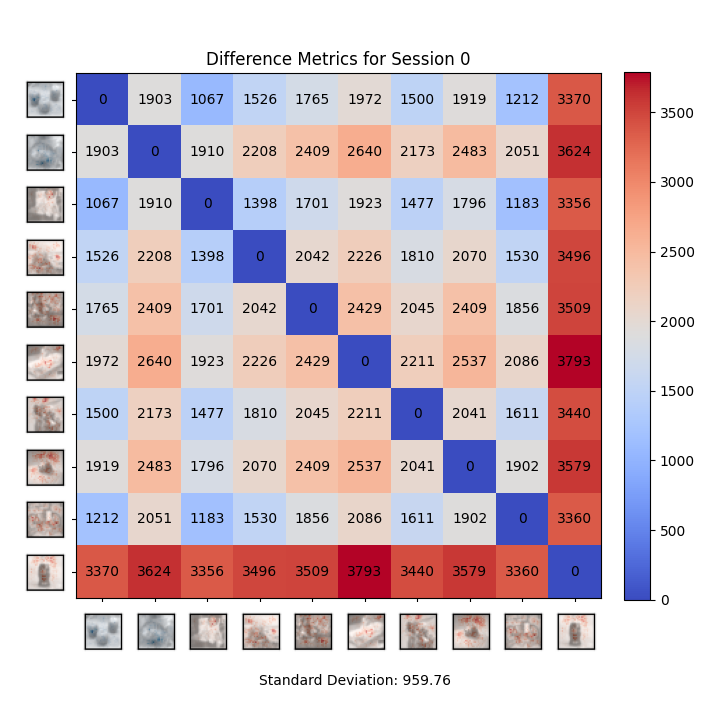 Difference Metrics for Session 0
0 1903 1067 1526 1765 1972 1500 1919 1212 3370
1903 0 1910 2208 2409 2640 2173 2483 2051 3624
1067 1910 0 1398 1701 1923 1477 1796 1183 3356
1526 2208 1398 0 2042 2226 1810 2070 1530 3496
1765 2409 1701 2042 0 2429 2045 2409 1856 3509
1972 2640 1923 2226 2429 0 2211 2537 2086 3793
1500 2173 1477 1810 2045 2211 0 2041 1611 3440
1919 2483 1796 2070 2409 2537 2041 0 1902 3579
1212 2051 1183 1530 1856 2086 1611 1902 0 3360
3370 3624 3356 3496 3509 3793 3440 3579 3360 0
3500
3000
2500
2000
1500
1000
500
0
Standard Deviation: 959.76